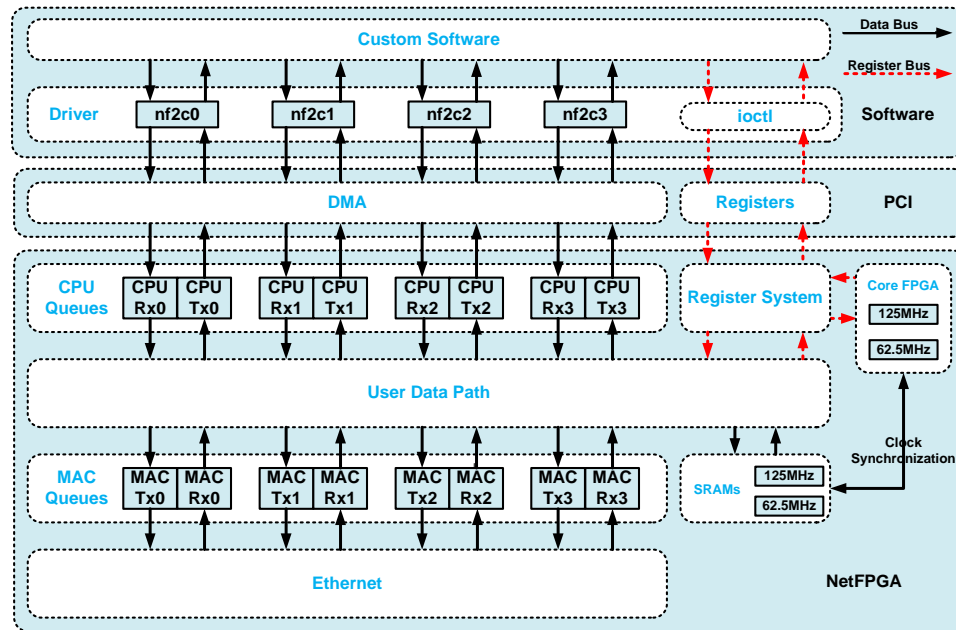 Custom Software
Data Bus
Register Bus
Driver
nf2c0
nf2c1
nf2c2
nf2c3
ioctl
Software
DMA
Registers
PCI
CPU
Queues
CPU
Rx0
CPU
Tx0
CPU
Rx1
CPU
Tx1
CPU
Rx2
CPU
Tx2
CPU
Rx3
CPU
Tx3
Register System
Core FPGA
125MHz
62.5MHz
User Data Path
Clock
Synchronization
MAC
Queues
MAC
Tx0
MAC
Rx0
MAC
Tx1
MAC
Rx1
MAC
Tx2
MAC
Rx2
MAC
Tx3
MAC
Rx3
SRAMs
125MHz
62.5MHz
Ethernet
NetFPGA